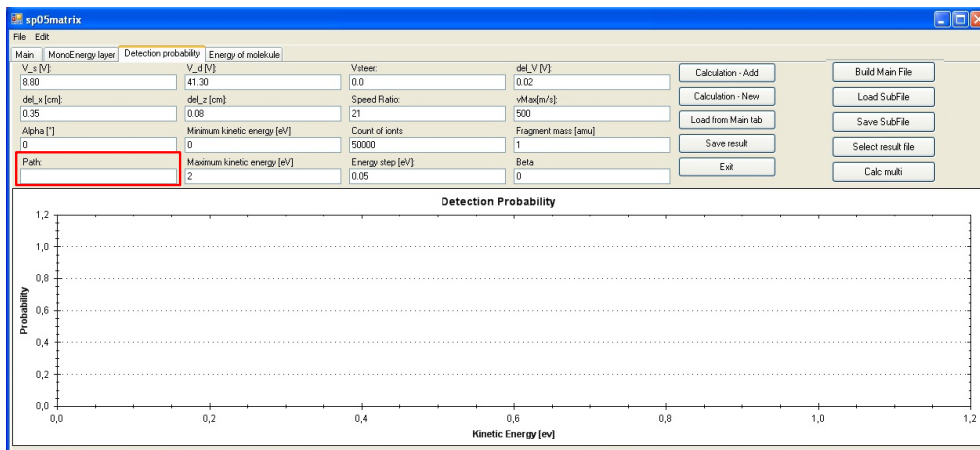 sp05matrix
File Edit
Main MonoEnergy layer Detection probability Energy of molekule
V_s [V]: V_d [V]: Vsteer: del_V [V]:
8.80 41.30 0.0 0.02
del_x [cm]: del_z [cm]: Speed Ratio: vMax[m/s]:
0.35 0.08 21 500
Alpha [°] Minimum kinetic energy [eV] Count of ionts Fragment mass [amu]
0 0 50000 1
Path: Maximum kinetic energy [eV] Energy step [eV]: Beta
2 0.05 0
Calculation - Add Build Main File
Calculation - New Load SubFile
Load from Main tab Save SubFile
Save result Select result file
Exit Calc multi
Detection Probability
1,2
1,0
0,8
0,6
0,4
0,2
0,0
Probability
0,0 0,2 0,4 0,6 0,8 1,0 1,2
Kinetic Energy [ev]